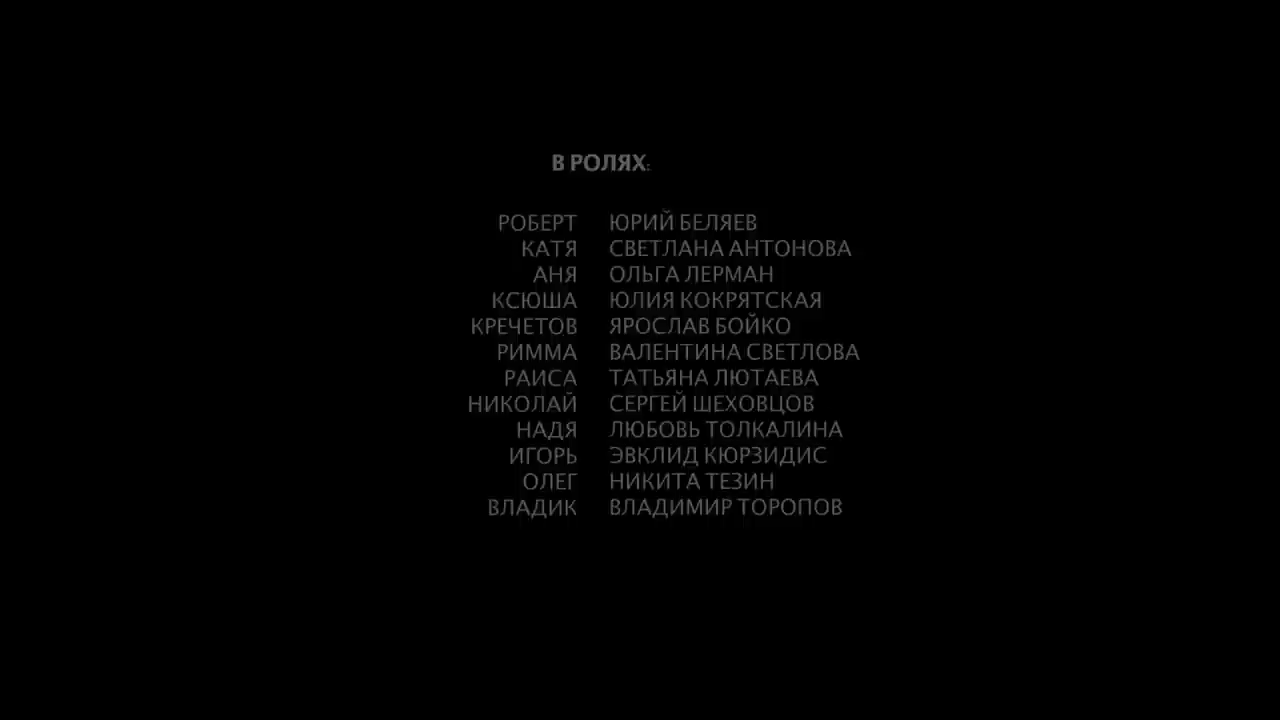 В РОЛЯХ:
РОБЕРТ ЮРИЙ БЕЛЯЕВ
КАТЯ СВЕТЛАНА АНТОНОВА
АНЯ ОЛЬГА ЛЕРМАН
КСЮША ЮЛИЯ КОКРЯТСКАЯ
КРЕЧЕТОВ ЯРОСЛАВ БОЙКО
РИММА ВАЛЕНТИНА СВЕТЛОВА
РАИСА ТАТЬЯНА ЛЮТАЕВА
НИКОЛАЙ СЕРГЕЙ ШЕХОВЦОВ
НАДЯ ЛЮБОВЬ ТОЛКАЛИНА
ИГОРЬ ЭВКЛИД КЮРЗИДИС
ОЛЕГ НИКИТА ТЕЗИН
ВЛАДИК ВЛАДИМИР ТОРОПОВ